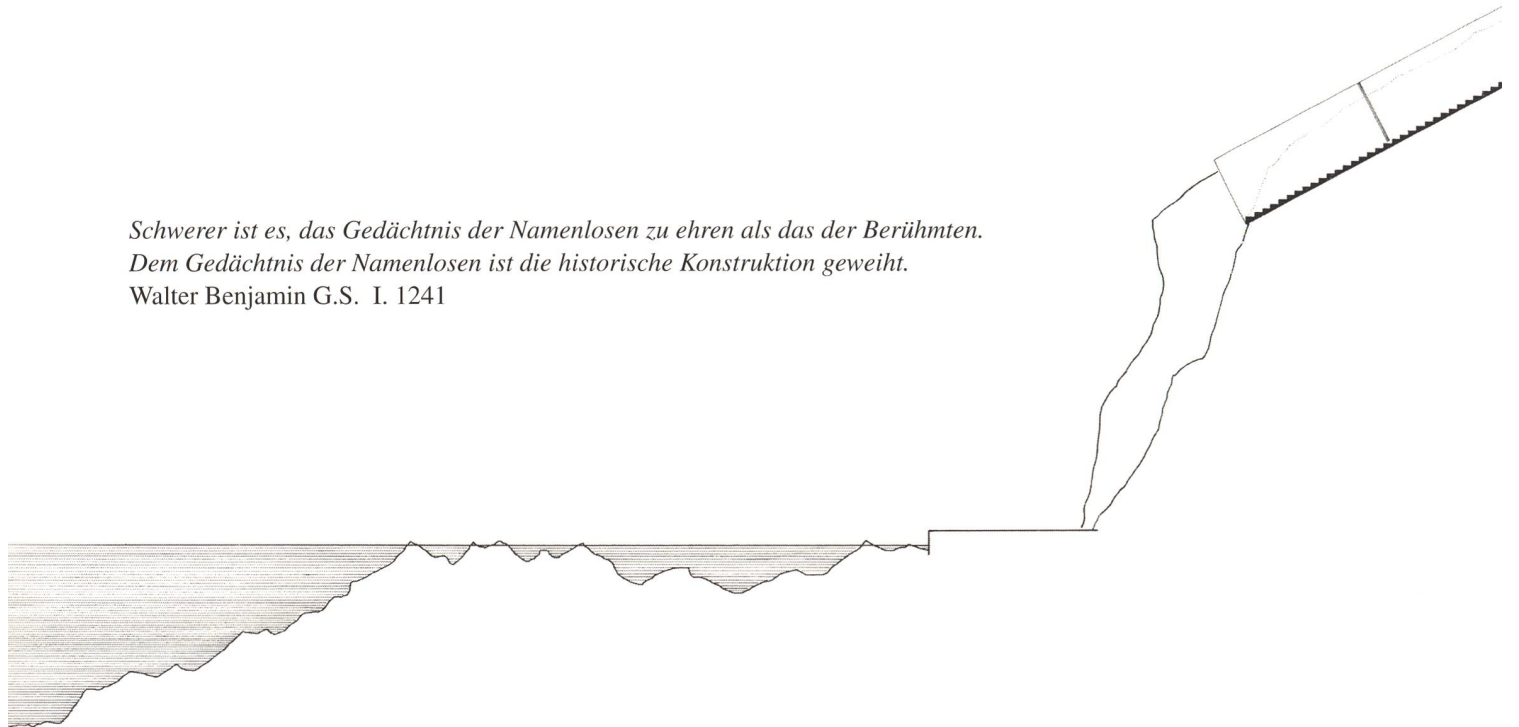 Schwerer ist es, das Gedächtnis der Namenlosen zu ehren als das der Berühmten.
Dem Gedächtnis der Namenlosen ist die historische Konstruktion geweiht.
Walter Benjamin G.S. I. 1241